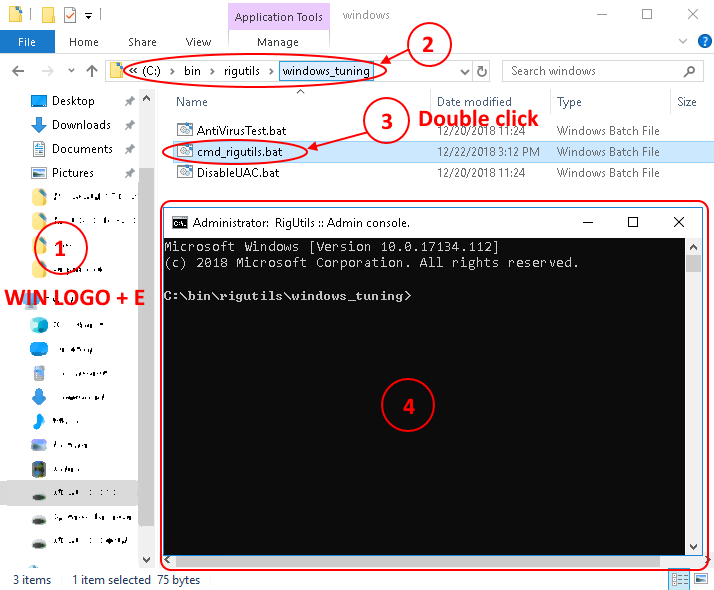 Application Tools
windows
File
Home
Share
View
Manage
2
« (C:) › bin › rigutils › windows_tuning ›
Search windows
Name
Date modified
Type
Size
3
Double click
Desktop
Downloads
Documents
Pictures
AntiVirusTest.bat
12/20/2018 11:24
Windows Batch File
cmd_rigutils.bat
12/22/2018 3:12 PM
Windows Batch File
DisableUAC.bat
12/20/2018 11:24
Windows Batch File
1
WIN LOGO + E
Administrator: RigUtils :: Admin console.
Microsoft Windows [Version 10.0.17134.112]
(c) 2018 Microsoft Corporation. All rights reserved.
C:\bin\rigutils\windows_tuning>
4
3 items
1 item selected 75 bytes